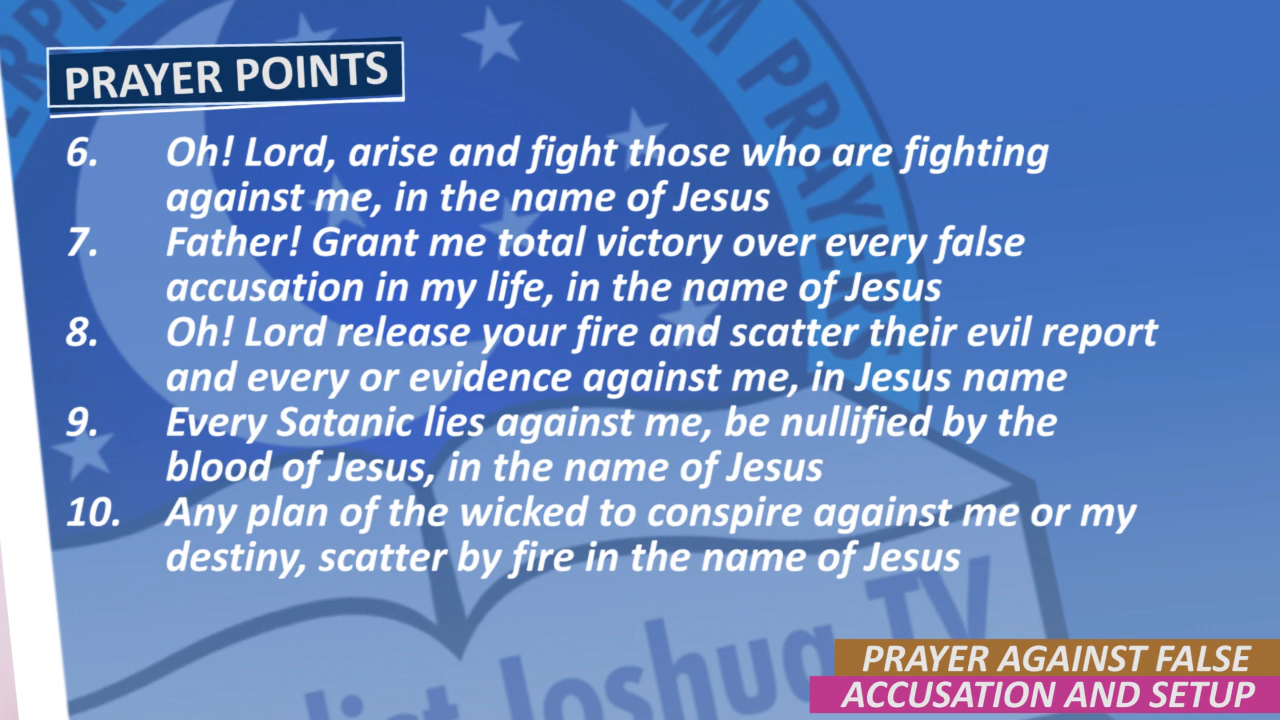 PRAYER POINTS
6. Oh! Lord, arise and fight those who are fighting
against me, in the name of Jesus
7. Father! Grant me total victory over every false
accusation in my life, in the name of Jesus
8. Oh! Lord release your fire and scatter their evil report
and every or evidence against me, in Jesus name
9. Every Satanic lies against me, be nullified by the
blood of Jesus, in the name of Jesus
10. Any plan of the wicked to conspire against me or my
destiny, scatter by fire in the name of Jesus
PRAYERS
Joshua TV
PRAYER AGAINST FALSE
ACCUSATION AND SETUP